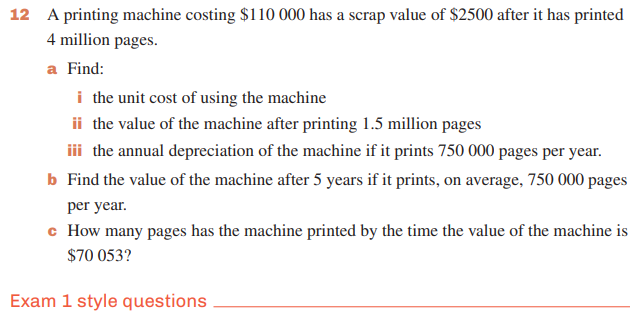 12 A printing machine costing $110 000 has a scrap value of $2500 after it has printed
4 million pages.
a Find:
i the unit cost of using the machine
ii the value of the machine after printing 1.5 million pages
iii the annual depreciation of the machine if it prints 750 000 pages per year.
b Find the value of the machine after 5 years if it prints, on average, 750 000 pages
per year.
c How many pages has the machine printed by the time the value of the machine is
$70 053?
Exam 1 style questions